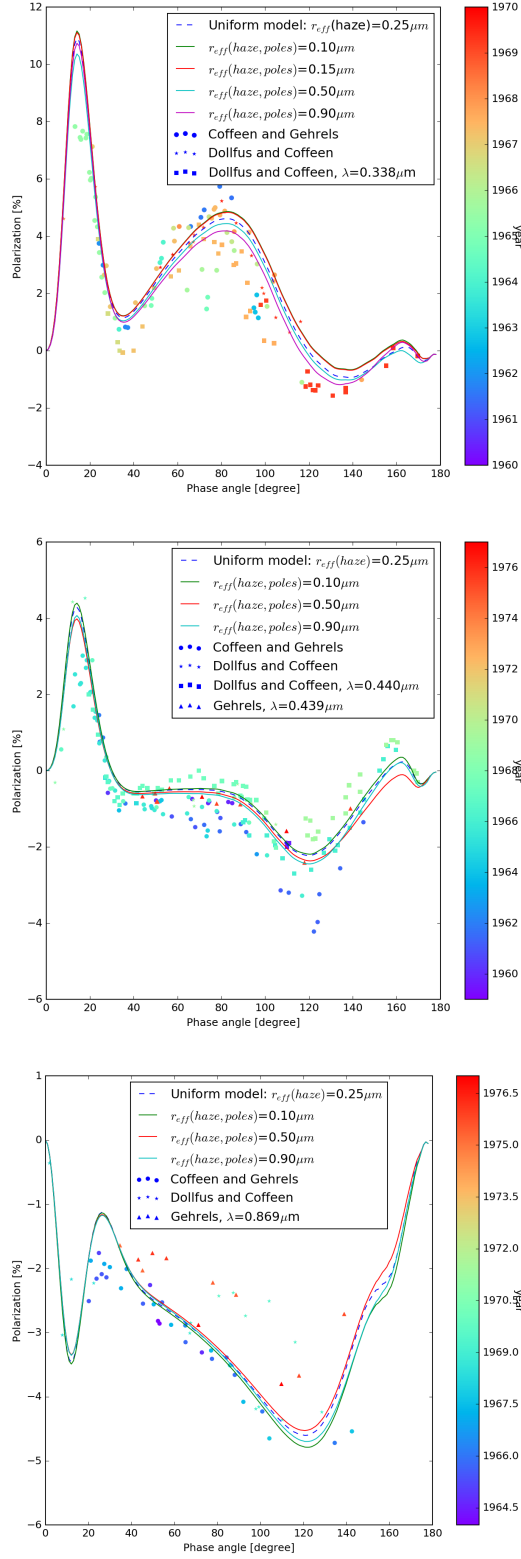 Uniform model: r_eff(haze)=0.25μm
r_eff(haze, poles)=0.10μm
r_eff(haze, poles)=0.15μm
r_eff(haze, poles)=0.50μm
r_eff(haze, poles)=0.90μm
Coffeen and Gehrels
Dollfus and Coffeen
Dollfus and Coffeen, λ=0.338μm
12
10
8
6
4
2
0
−2
−4
Polarization [%]
0 20 40 60 80 100 120 140 160 180
Phase angle [degree]
1970
1969
1968
1967
1966
1965
1964
1963
1962
1961
1960
year
Uniform model: r_eff(haze)=0.25μm
r_eff(haze, poles)=0.10μm
r_eff(haze, poles)=0.50μm
r_eff(haze, poles)=0.90μm
Coffeen and Gehrels
Dollfus and Coffeen
Dollfus and Coffeen, λ=0.440μm
Gehrels, λ=0.439μm
6
4
2
0
−2
−4
−6
Polarization [%]
0 20 40 60 80 100 120 140 160 180
Phase angle [degree]
1976
1974
1972
1970
1968
1966
1964
1962
1960
year
Uniform model: r_eff(haze)=0.25μm
r_eff(haze, poles)=0.10μm
r_eff(haze, poles)=0.50μm
r_eff(haze, poles)=0.90μm
Coffeen and Gehrels
Dollfus and Coffeen
Gehrels, λ=0.869μm
1
0
−1
−2
−3
−4
−5
−6
Polarization [%]
0 20 40 60 80 100 120 140 160 180
Phase angle [degree]
1976.5
1975.0
1973.5
1972.0
1970.5
1969.0
1967.5
1966.0
1964.5
year